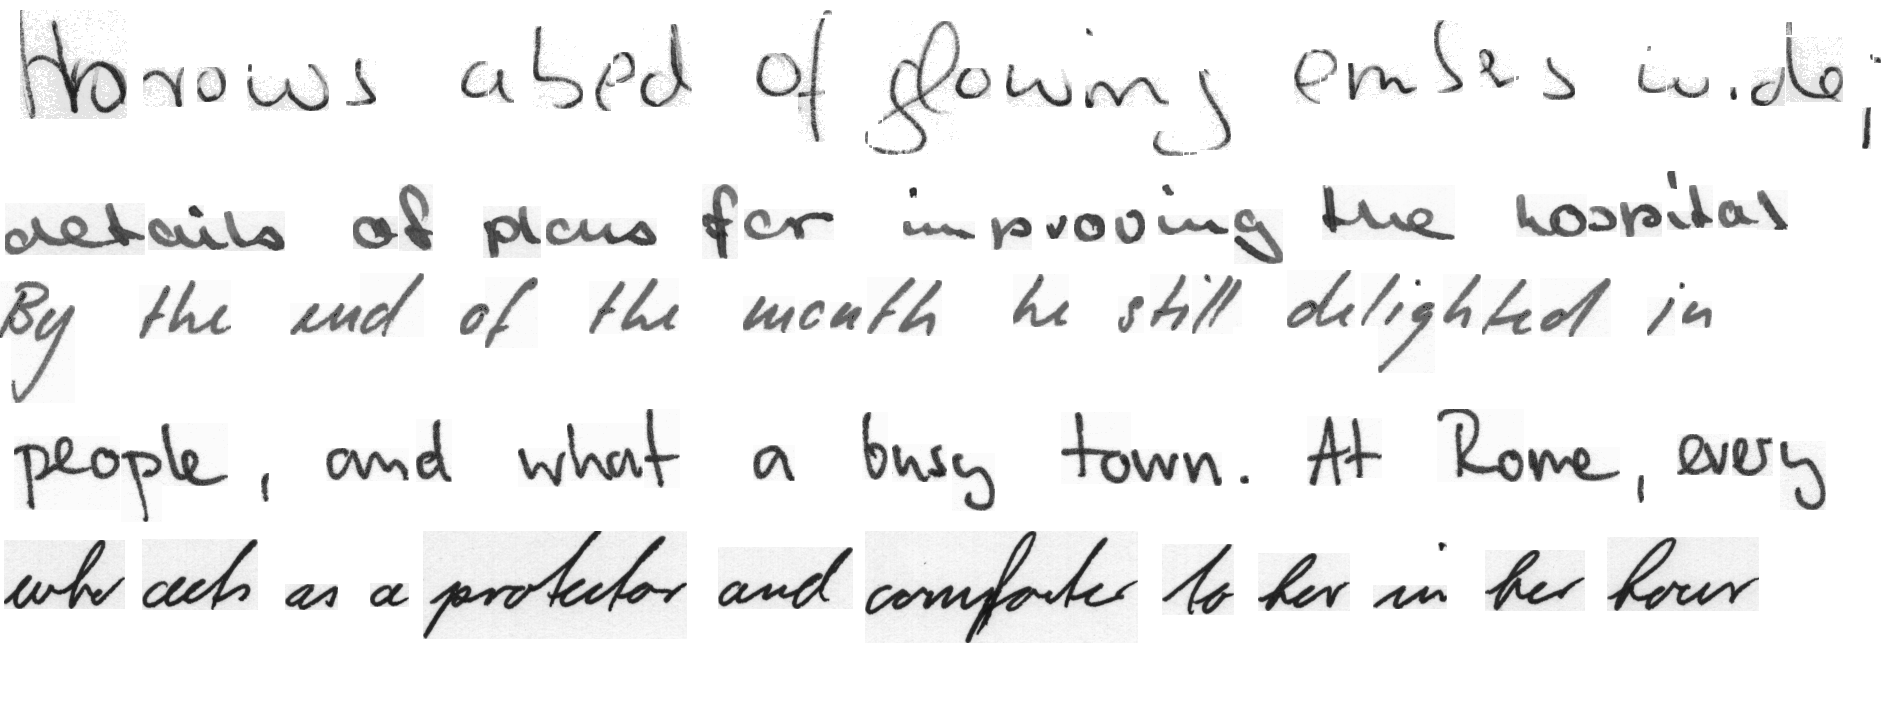 Horrows a bed of glowing embers wide;
details of plans for improving the hospital
By the end of the month he still delighted in
people, and what a busy town. At Rome, every
who acts as a protector and comforter to her in her hour